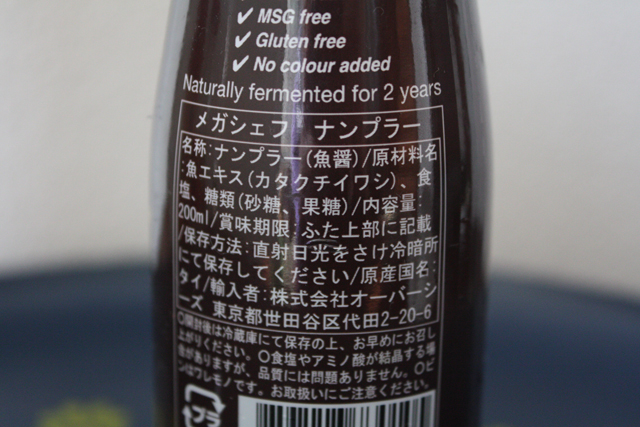 ✓ MSG free
✓ Gluten free
✓ No colour added
Naturally fermented for 2 years
メガシェフ ナンプラー
名称:ナンプラー(魚醤)/原材料名
:魚エキス(カタクチイワシ)、食
塩、糖類(砂糖、果糖)/内容量:
200ml/賞味期限:ふた上部に記載
/保存方法:直射日光をさけ冷暗所
にて保存してください/原産国名:
タイ/輸入者:株式会社オーバーシ
ーズ 東京都世田谷区代田2-20-6
○開封後は冷蔵庫にて保存の上、お早めにお召し
上がりください。○食塩やアミノ酸が結晶する場
合がありますが、品質には問題ありません。○ビ
ンはワレモノです。お取扱いにご注意ください。
プラ